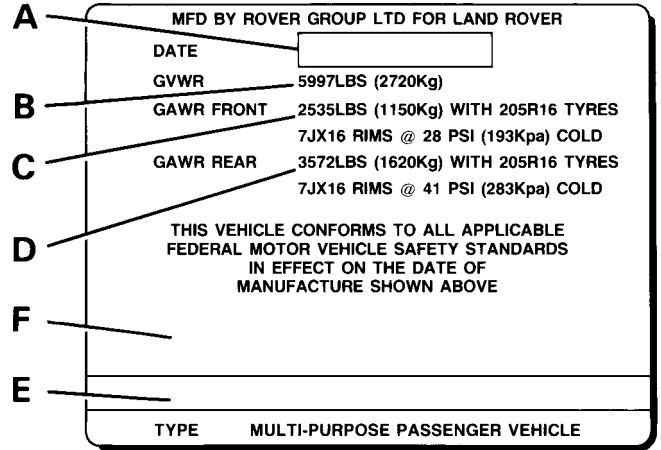 A
MFD BY ROVER GROUP LTD FOR LAND ROVER
DATE
B
GVWR 5997LBS (2720Kg)
GAWR FRONT 2535LBS (1150Kg) WITH 205R16 TYRES
7JX16 RIMS @ 28 PSI (193Kpa) COLD
C
GAWR REAR 3572LBS (1620Kg) WITH 205R16 TYRES
7JX16 RIMS @ 41 PSI (283Kpa) COLD
D
THIS VEHICLE CONFORMS TO ALL APPLICABLE
FEDERAL MOTOR VEHICLE SAFETY STANDARDS
IN EFFECT ON THE DATE OF
MANUFACTURE SHOWN ABOVE
F
E
TYPE MULTI-PURPOSE PASSENGER VEHICLE